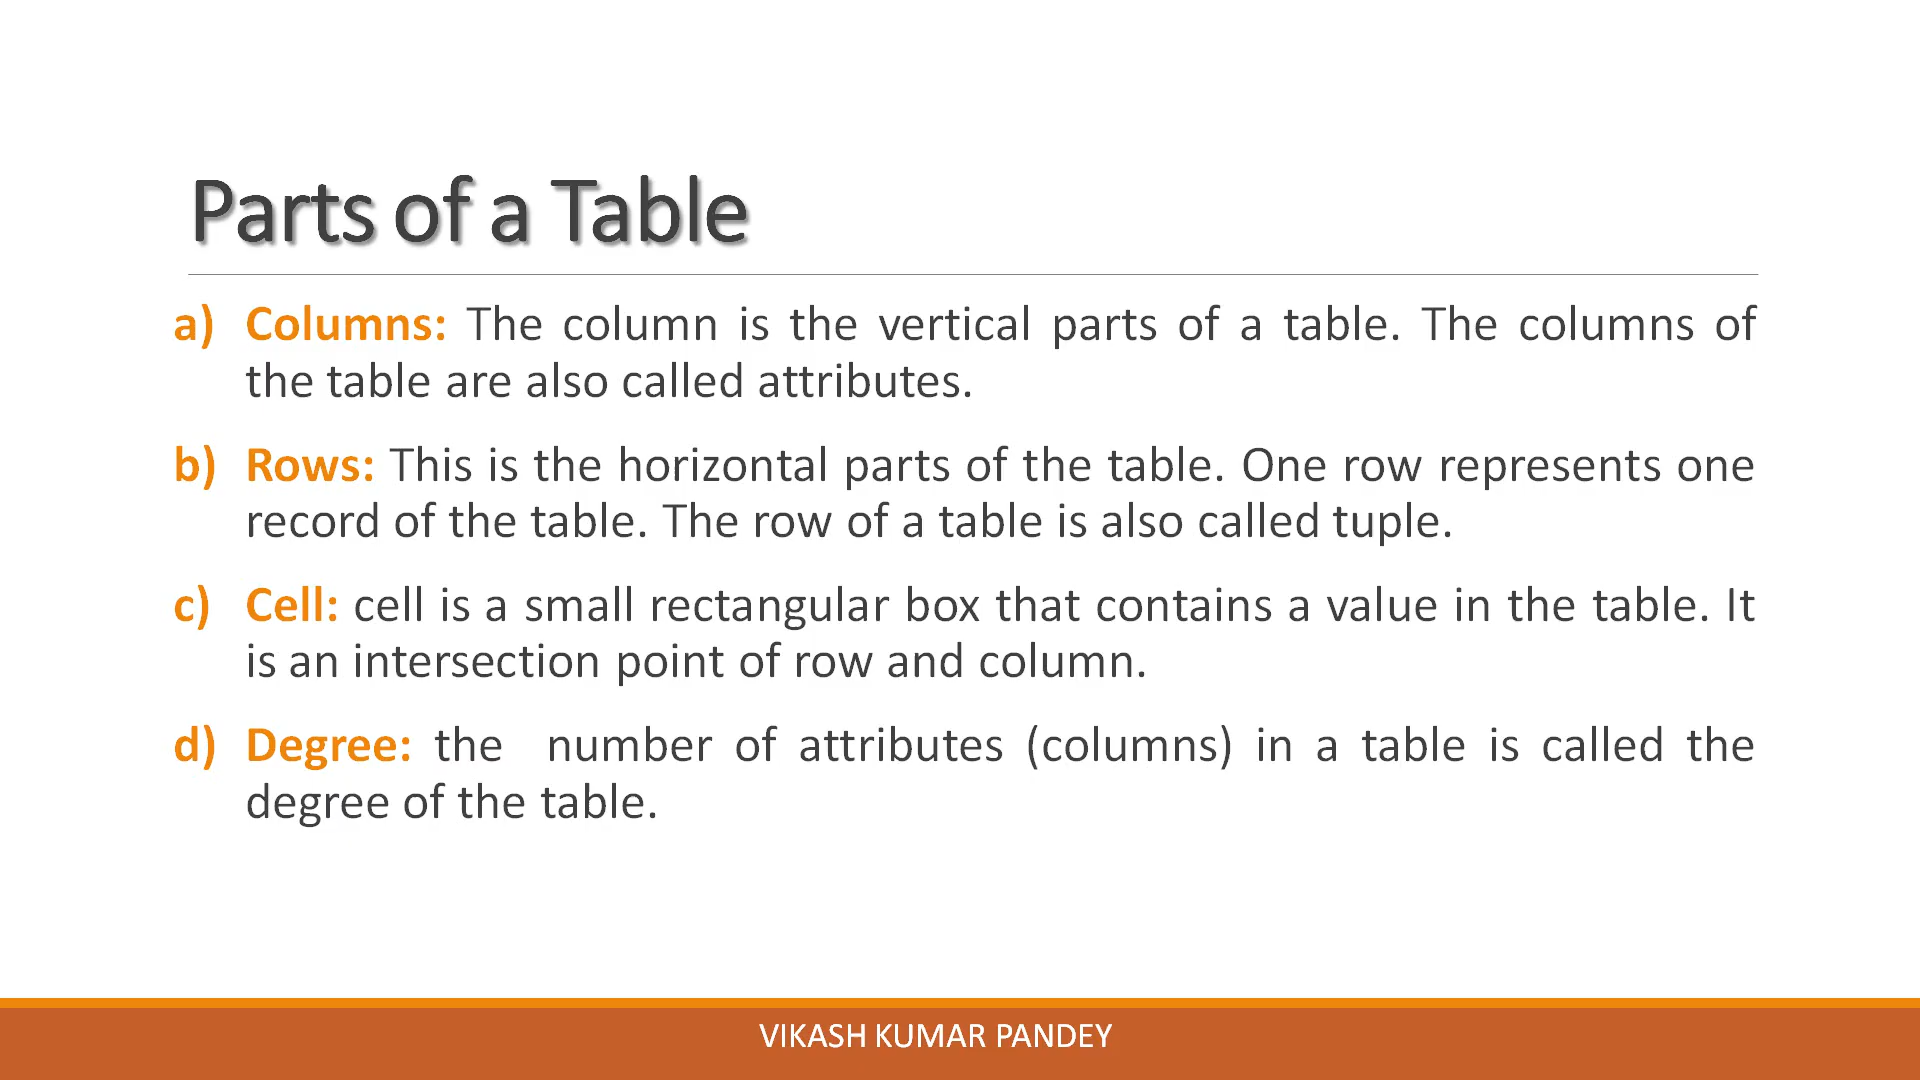 Parts of a Table
a) Columns: The column is the vertical parts of a table. The columns of
the table are also called attributes.
b) Rows: This is the horizontal parts of the table. One row represents one
record of the table. The row of a table is also called tuple.
c) Cell: cell is a small rectangular box that contains a value in the table. It
is an intersection point of row and column.
d) Degree: the  number of attributes (columns) in a table is called the
degree of the table.
VIKASH KUMAR PANDEY